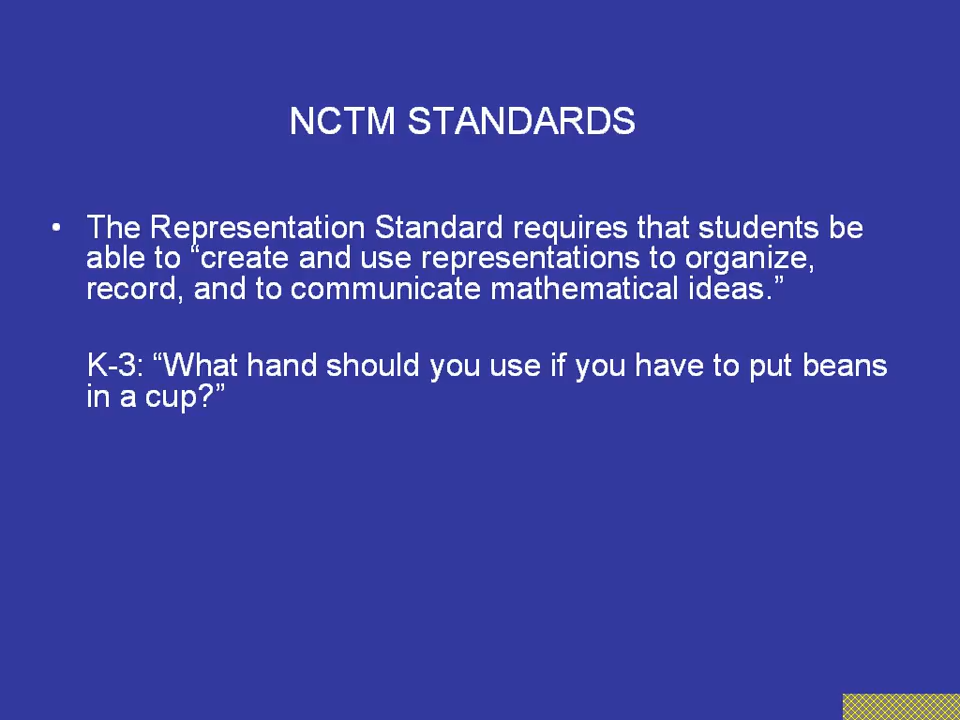 NCTM STANDARDS
• The Representation Standard requires that students be
able to “create and use representations to organize,
record, and to communicate mathematical ideas.”
K-3: “What hand should you use if you have to put beans
in a cup?”